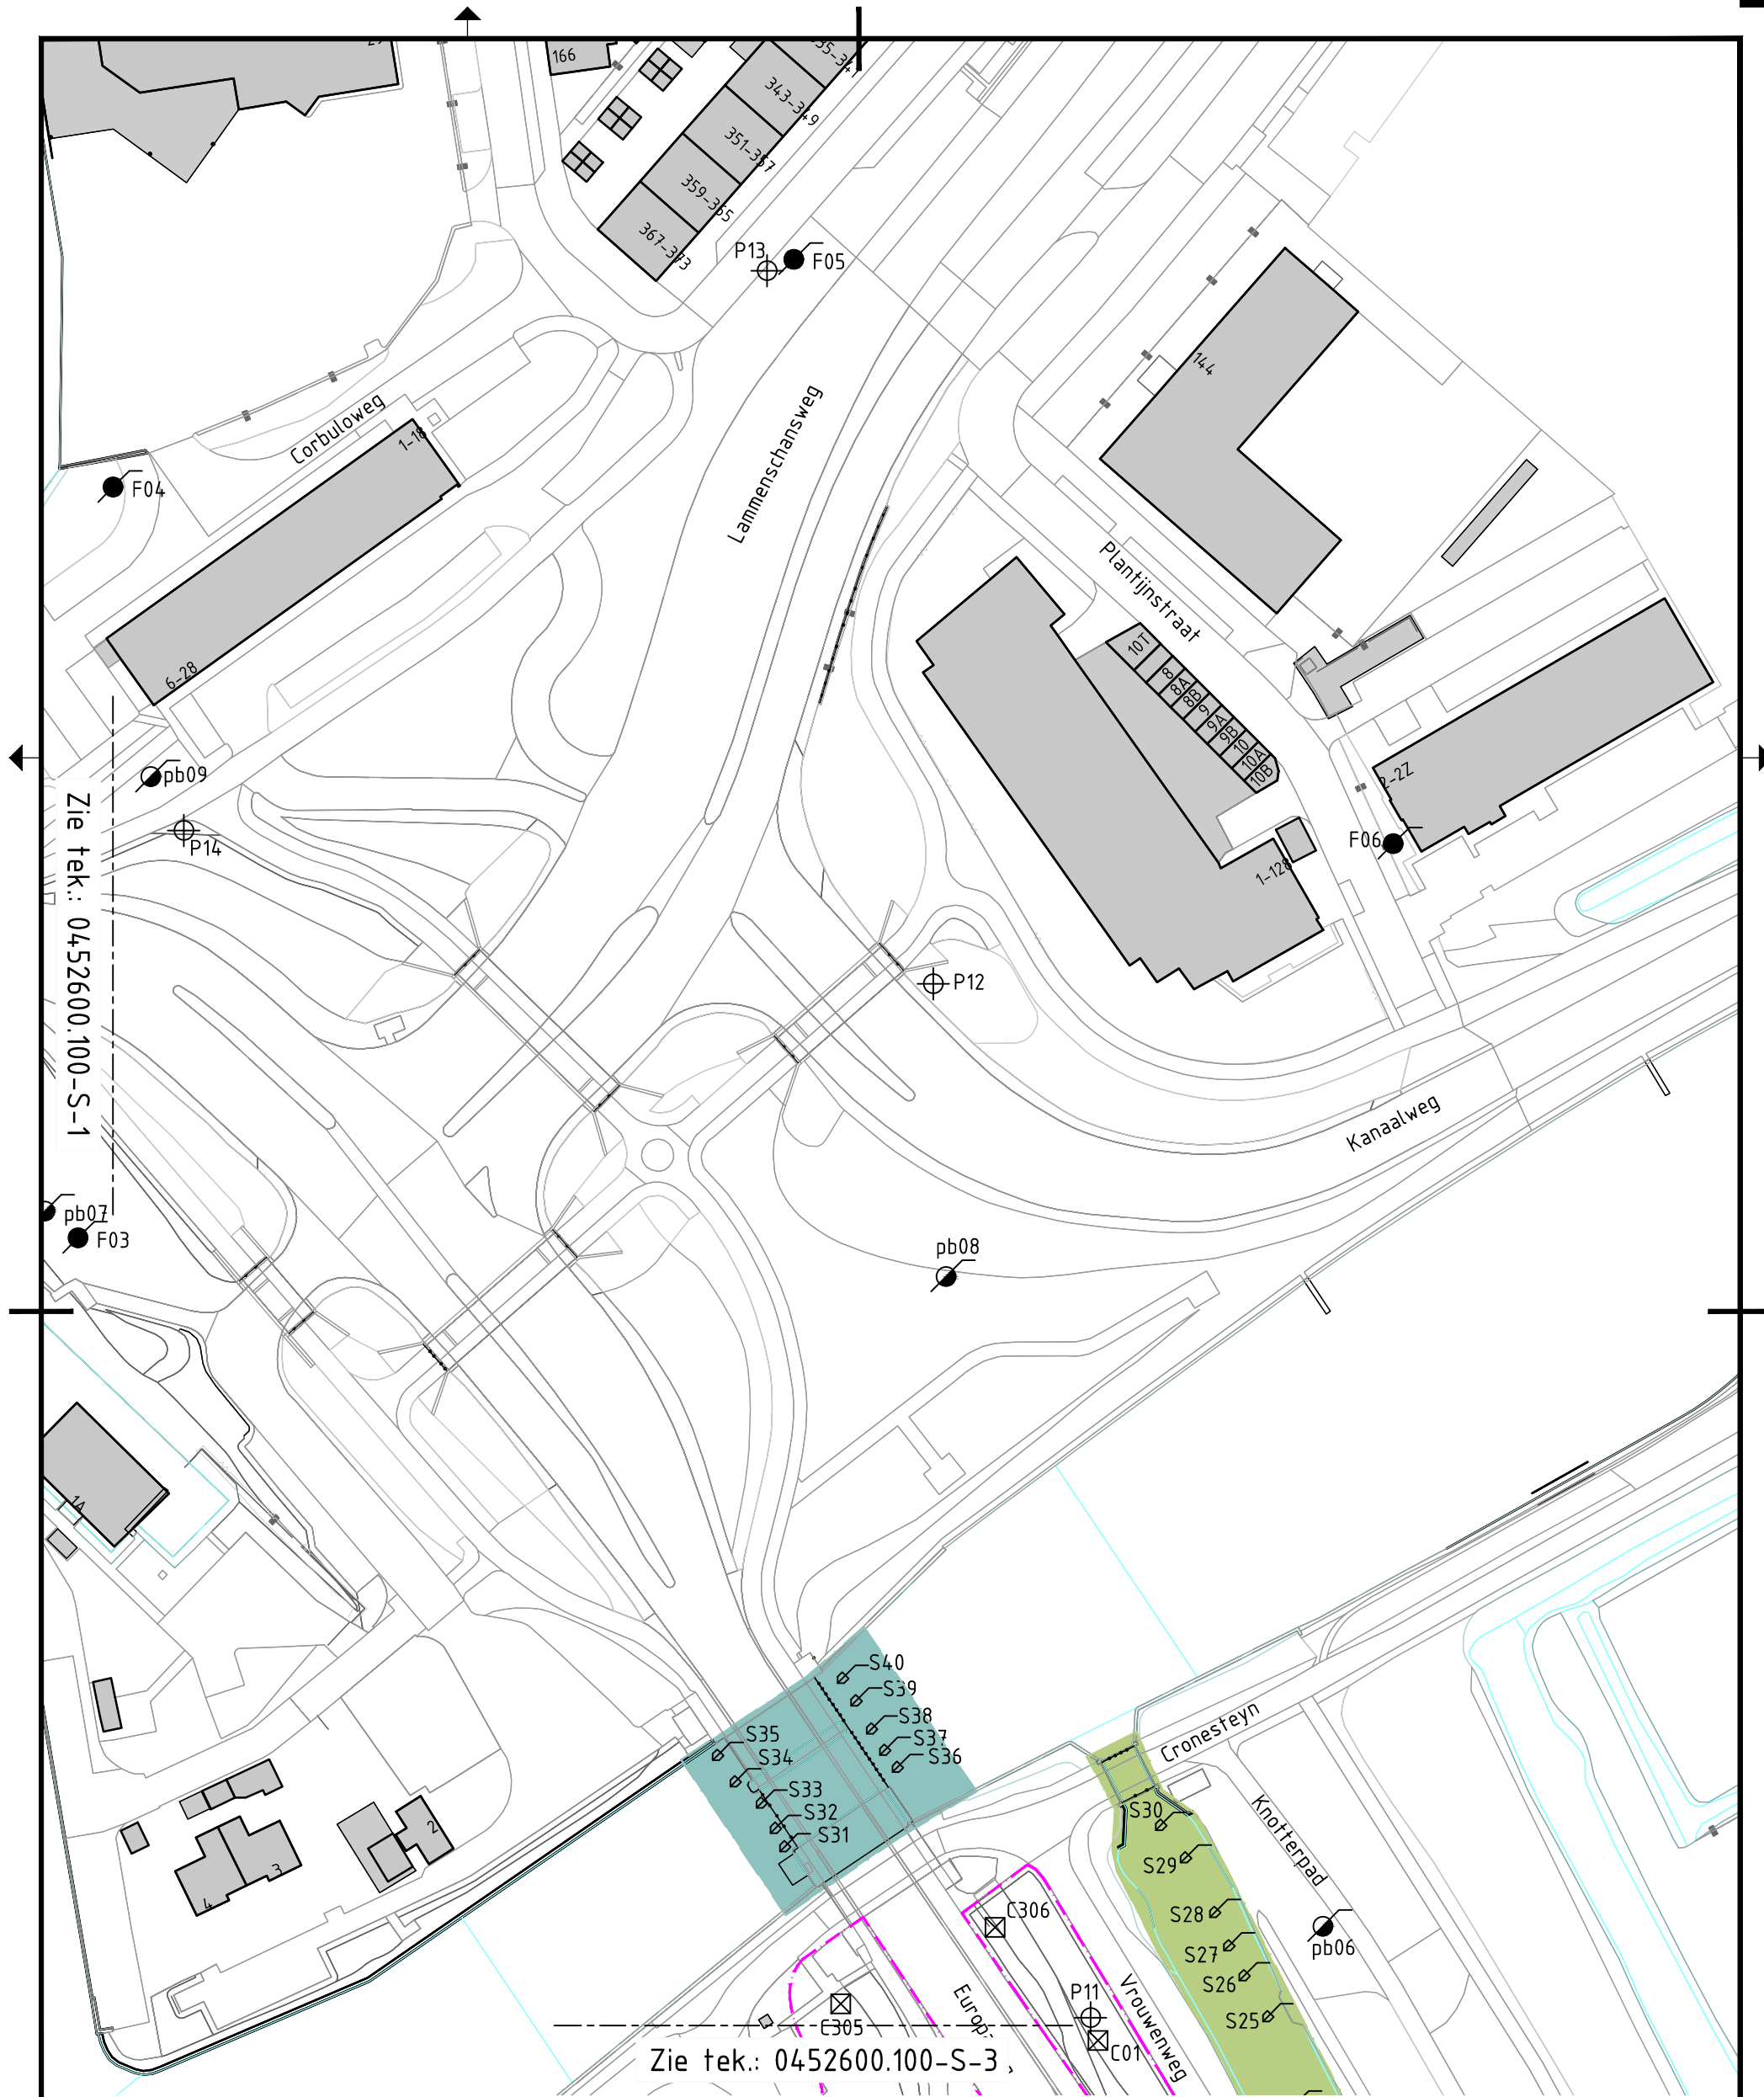 166
343-349
351-357
359-365
367-373
P13
F05
144
Corbuloweg
1-18
Lammenschansweg
F04
Plantijnstraat
10T
8
8A
8B
9
9A
9B
10
10A
10B
6-28
pb09
2-2Z
P14
F06
1-128
Zie tek.: 0452600.100-S-1
P12
Kanaalweg
pb07
F03
pb08
14
S40
S39
S38
S37
S36
S35
S34
S33
S32
S31
Cronesteyn
Knotterpad
S30
S29
S28
S27
S26
S25
pb06
2
3
4
C306
P11
Vrouwenweg
C305
C01
Zie tek.: 0452600.100-S-3